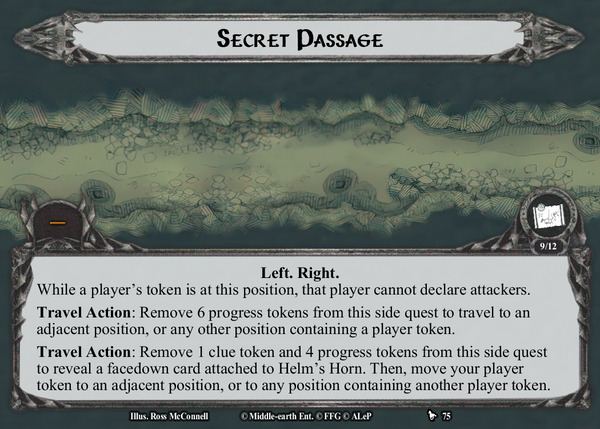 Secret Passage
–
9/12
Left. Right.
While a player's token is at this position, that player cannot declare attackers.
Travel Action: Remove 6 progress tokens from this side quest to travel to an
adjacent position, or any other position containing a player token.
Travel Action: Remove 1 clue token and 4 progress tokens from this side quest
to reveal a facedown card attached to Helm's Horn. Then, move your player
token to an adjacent position, or to any position containing another player token.
Illus. Ross McConnell © Middle-earth Ent. © FFG © ALeP 75